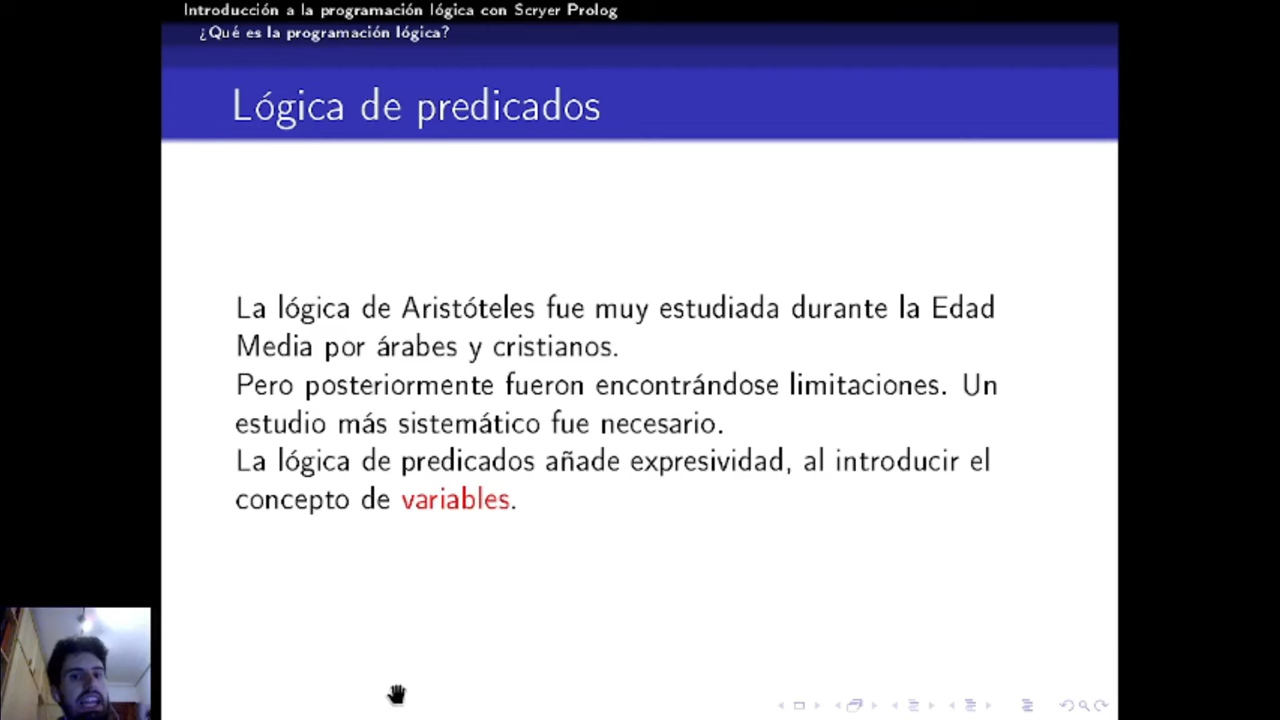 Introducción a la programación lógica con Scryer Prolog
¿Qué es la programación lógica?
Lógica de predicados
La lógica de Aristóteles fue muy estudiada durante la Edad
Media por árabes y cristianos.
Pero posteriormente fueron encontrándose limitaciones. Un
estudio más sistemático fue necesario.
La lógica de predicados añade expresividad, al introducir el
concepto de variables.